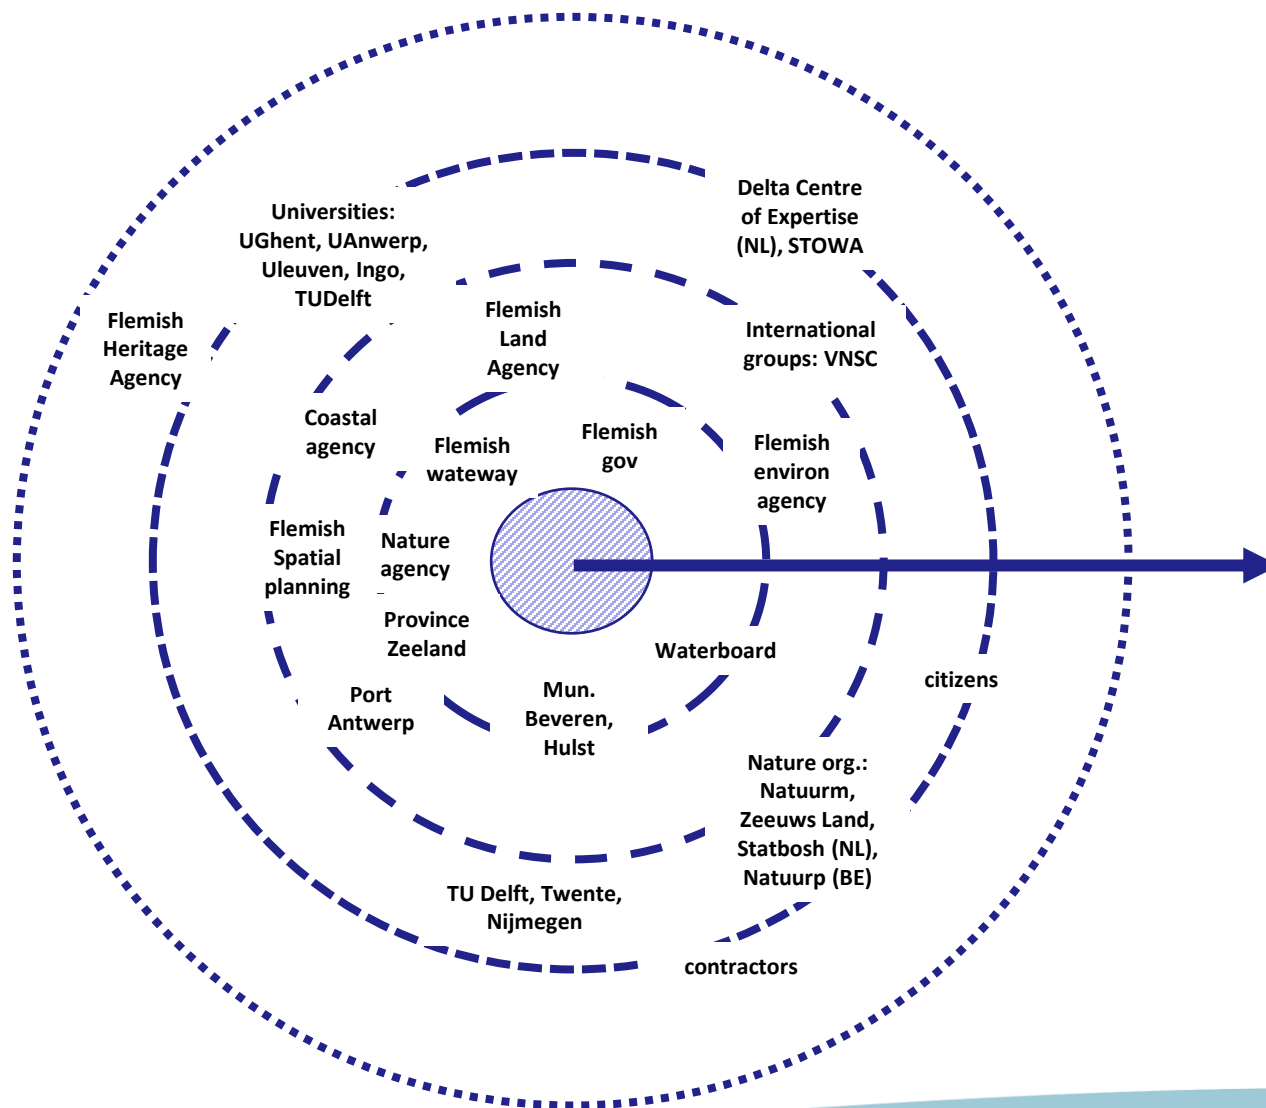 Delta Centre
of Expertise
(NL), STOWA
Universities:
UGhent, UAnwerp,
Uleuven, Ingo,
TUDelft
Flemish
Heritage
Agency
Flemish
Land
Agency
International
groups: VNSC
Coastal
agency
Flemish
wateway
Flemish
gov
Flemish
environ
agency
Flemish
Spatial
planning
Nature
agency
Province
Zeeland
Waterboard
citizens
Port
Antwerp
Mun.
Beveren,
Hulst
Nature org.:
Natuurm,
Zeeuws Land,
Statbosh (NL),
Natuurp (BE)
TU Delft, Twente,
Nijmegen
contractors